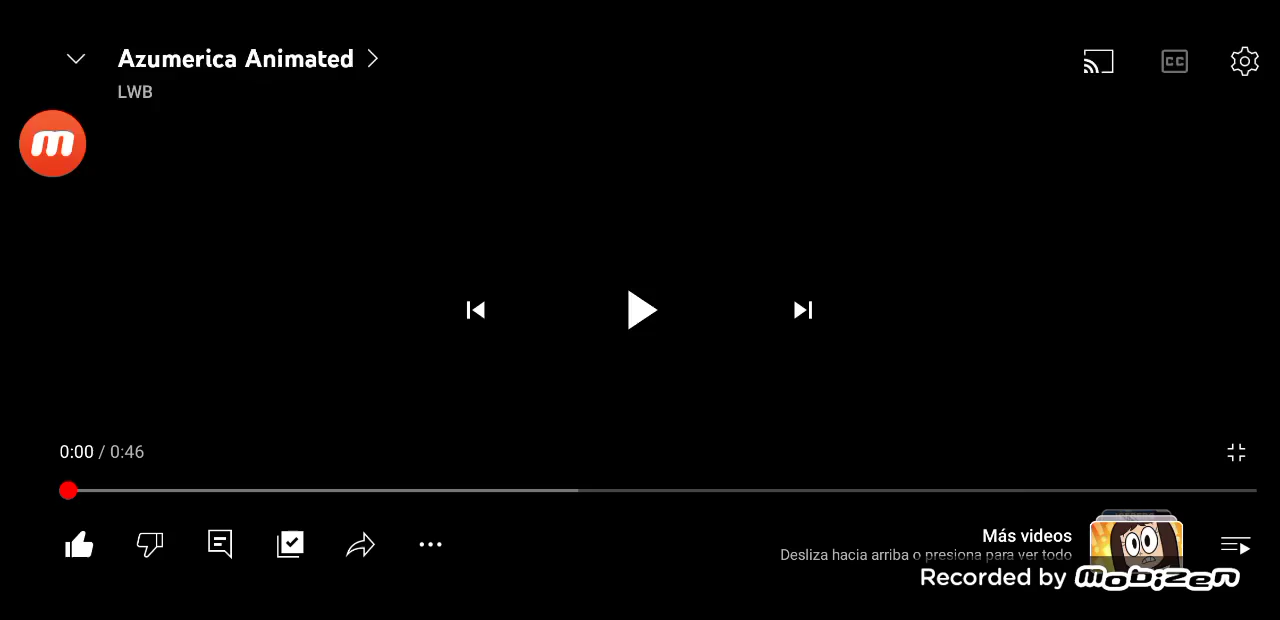 Azumerica Animated
LWB
CC
m
0:00 / 0:46
Más videos
Desliza hacia arriba o presiona para ver todo
Recorded by mobizen